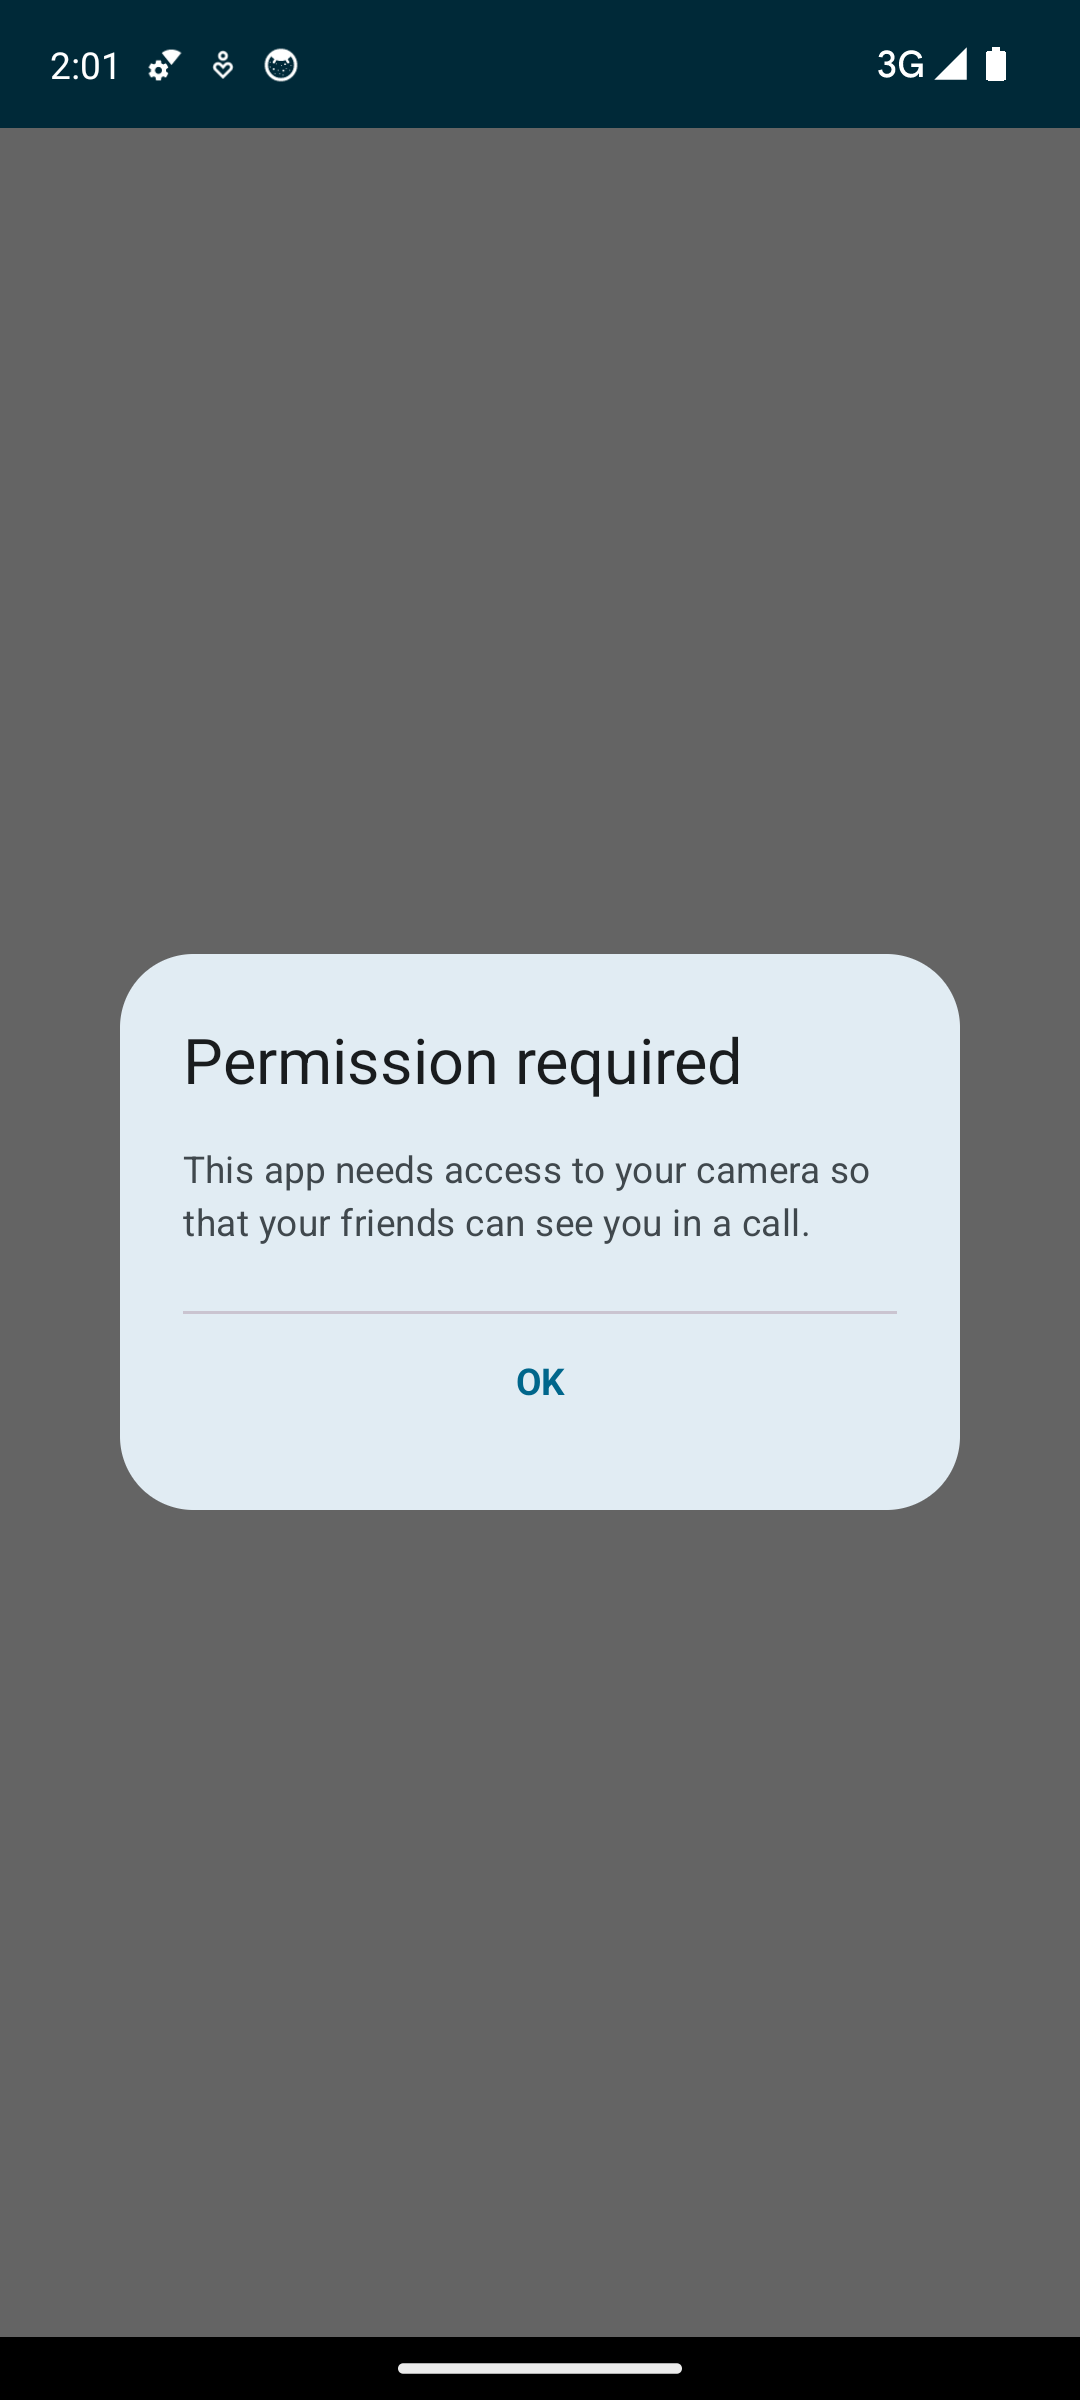 2:01
3G
Permission required
This app needs access to your camera so
that your friends can see you in a call.
OK